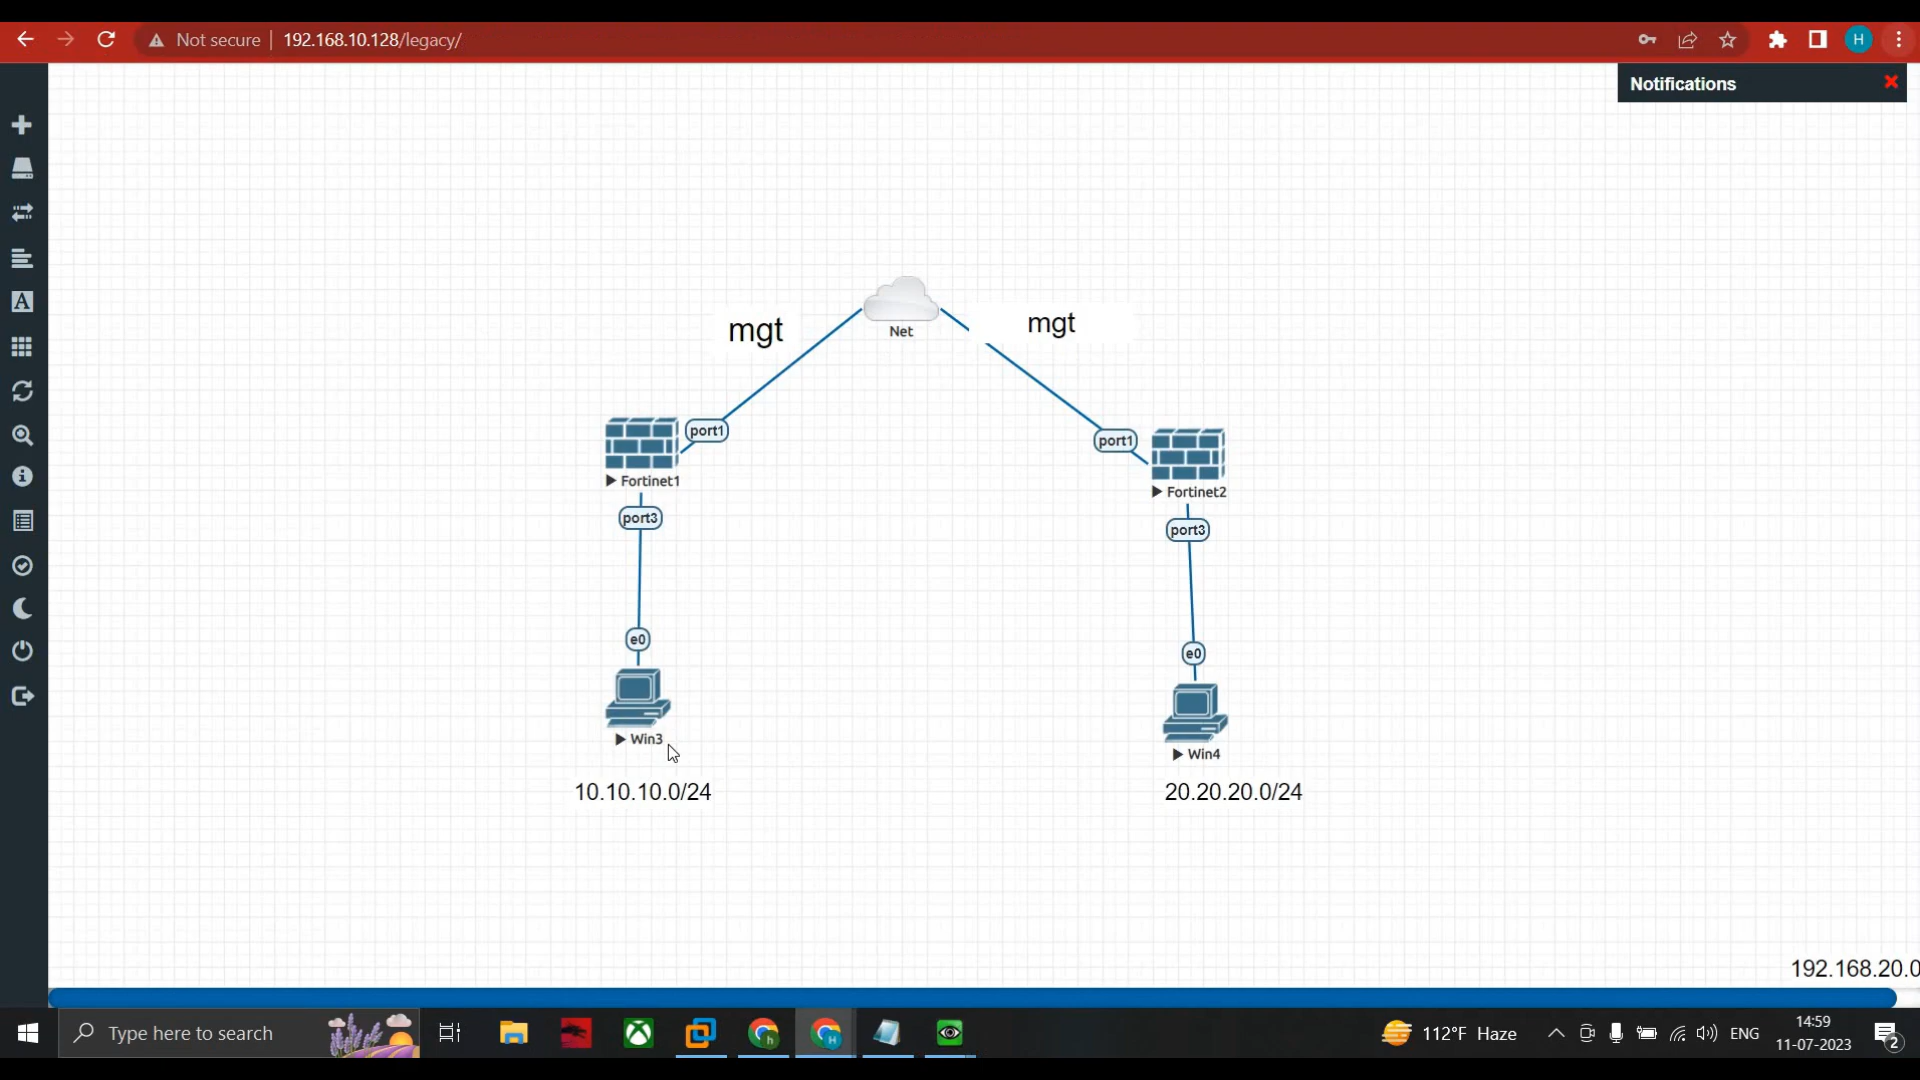 Not secure
192.168.10.128/legacy/
H
Notifications
Net
mgt
mgt
port1
port1
Fortinet1
Fortinet2
port3
port3
e0
e0
Win3
Win4
10.10.10.0/24
20.20.20.0/24
192.168.20.0
Type here to search
h
H
112°F Haze
ENG
14:59
11-07-2023
2
A